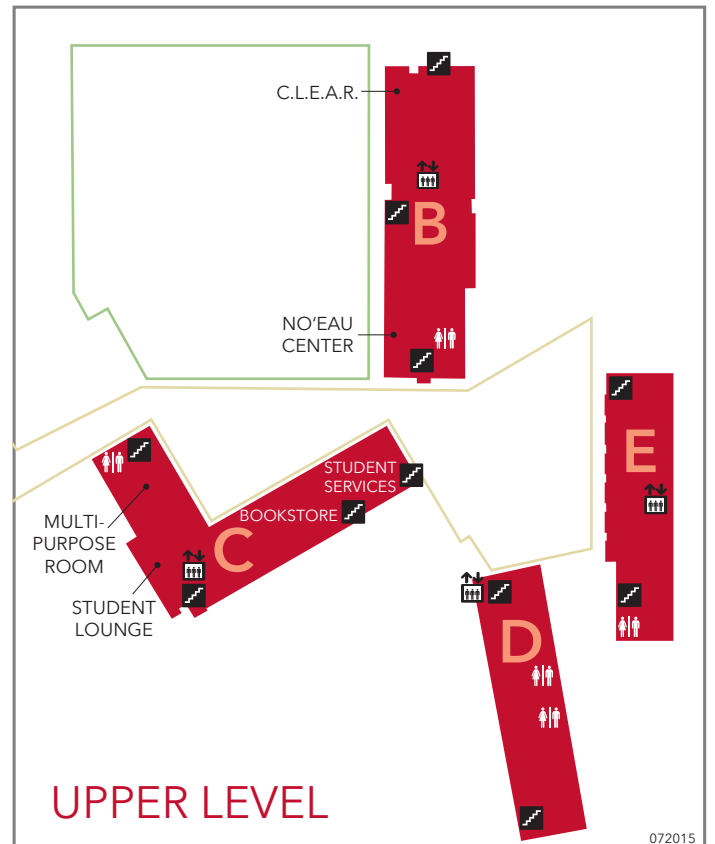 C.L.E.A.R.
B
NO‘EAU
CENTER
E
STUDENT
SERVICES
BOOKSTORE
MULTI-
PURPOSE
ROOM
C
STUDENT
LOUNGE
D
UPPER LEVEL
072015